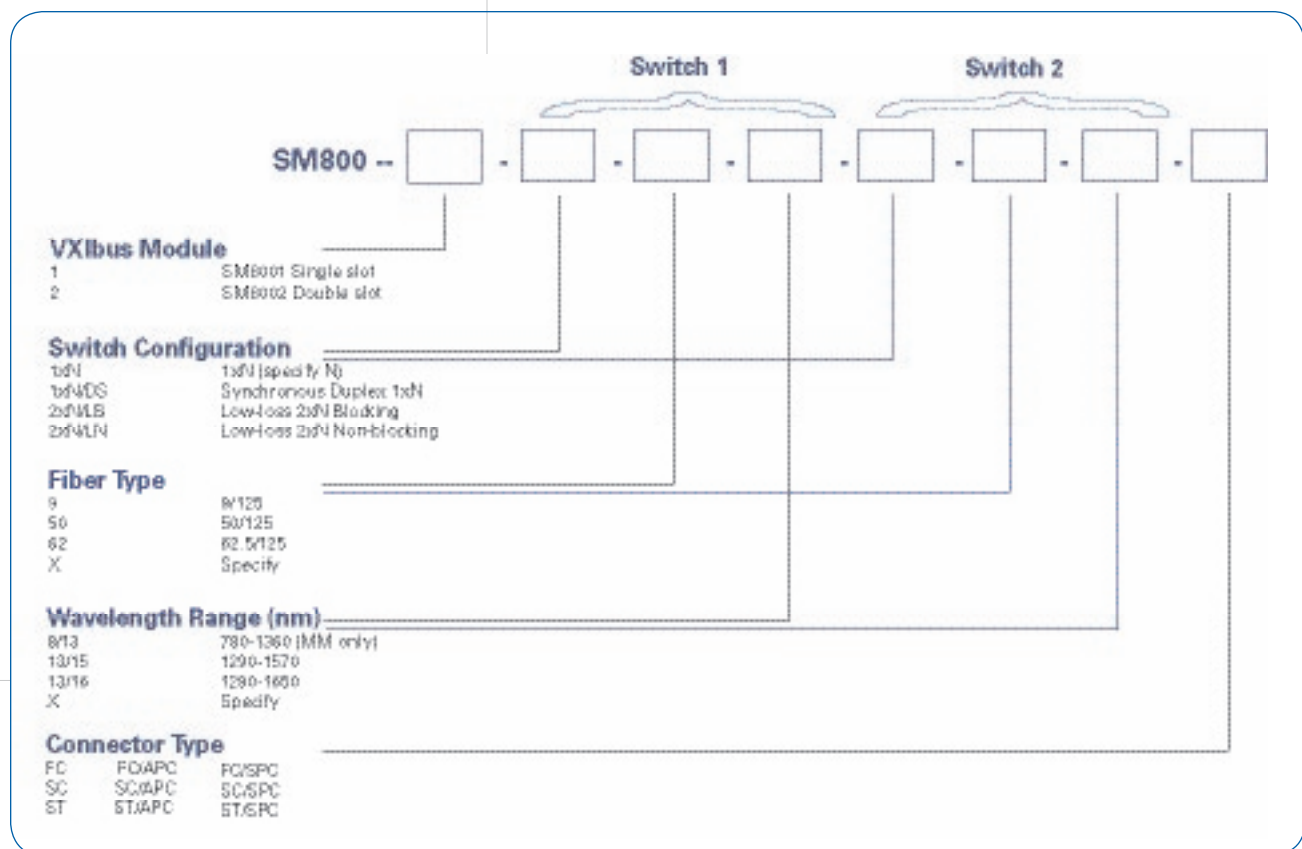 Switch 1 Switch 2
SM800 -- - - - - - -
VXIbus Module
1 SM8001 Single slot
2 SM8002 Double slot
Switch Configuration
1xN 1xN (specify N)
1xN/DS Synchronous Duplex 1xN
2xN/LB Low-loss 2xN Blocking
2xN/LN Low-loss 2xN Non-blocking
Fiber Type
9 9/125
50 50/125
62 62.5/125
X Specify
Wavelength Range (nm)
8/13 780-1360 (MM only)
13/15 1290-1570
13/16 1290-1650
X Specify
Connector Type
FC FC/APC FC/SPC
SC SC/APC SC/SPC
ST ST/APC ST/SPC